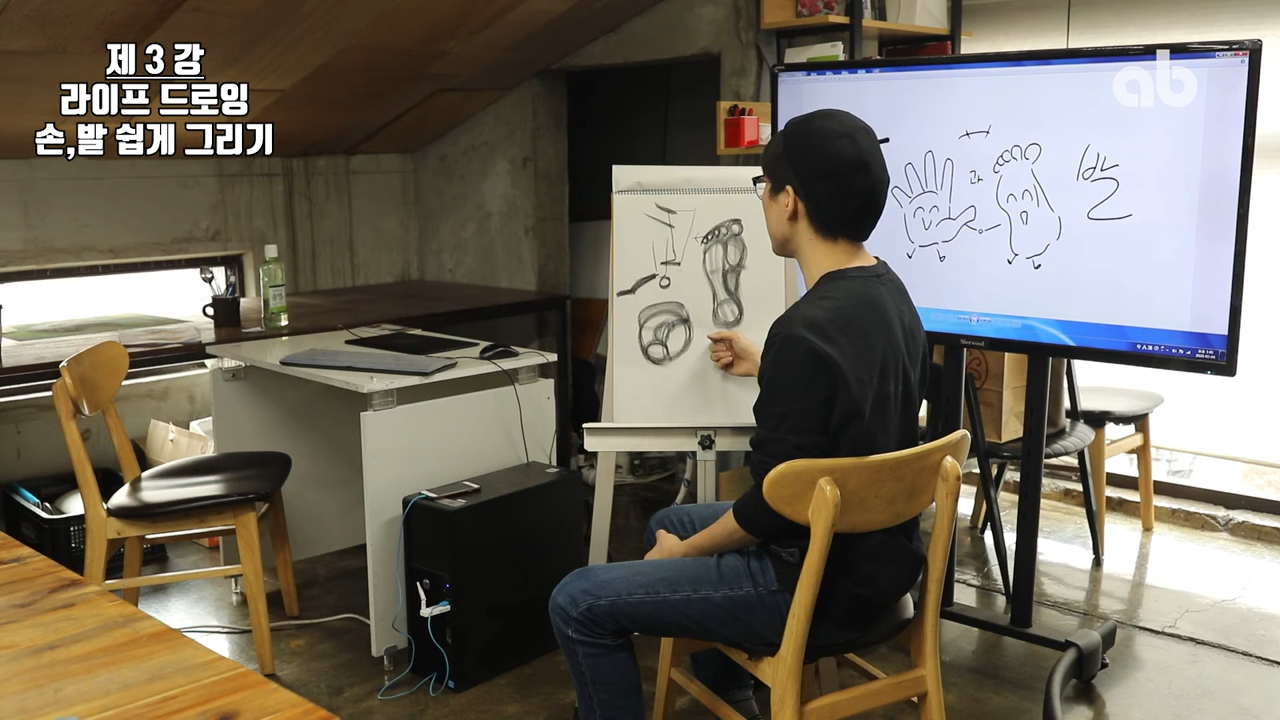 제 3 강
라이프 드로잉
손,발 쉽게 그리기
ab
과
발